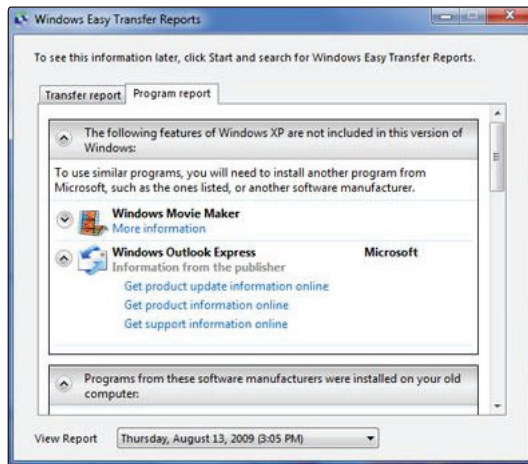 Windows Easy Transfer Reports
To see this information later, click Start and search for Windows Easy Transfer Reports.
Transfer report Program report
The following features of Windows XP are not included in this version of
Windows:
To use similar programs, you will need to install another program from
Microsoft, such as the ones listed, or another software manufacturer.
Windows Movie Maker
More information
Windows Outlook Express Microsoft
Information from the publisher
Get product update information online
Get product information online
Get support information online
Programs from these software manufacturers were installed on your old
computer:
View Report Thursday, August 13, 2009 (3:05 PM)